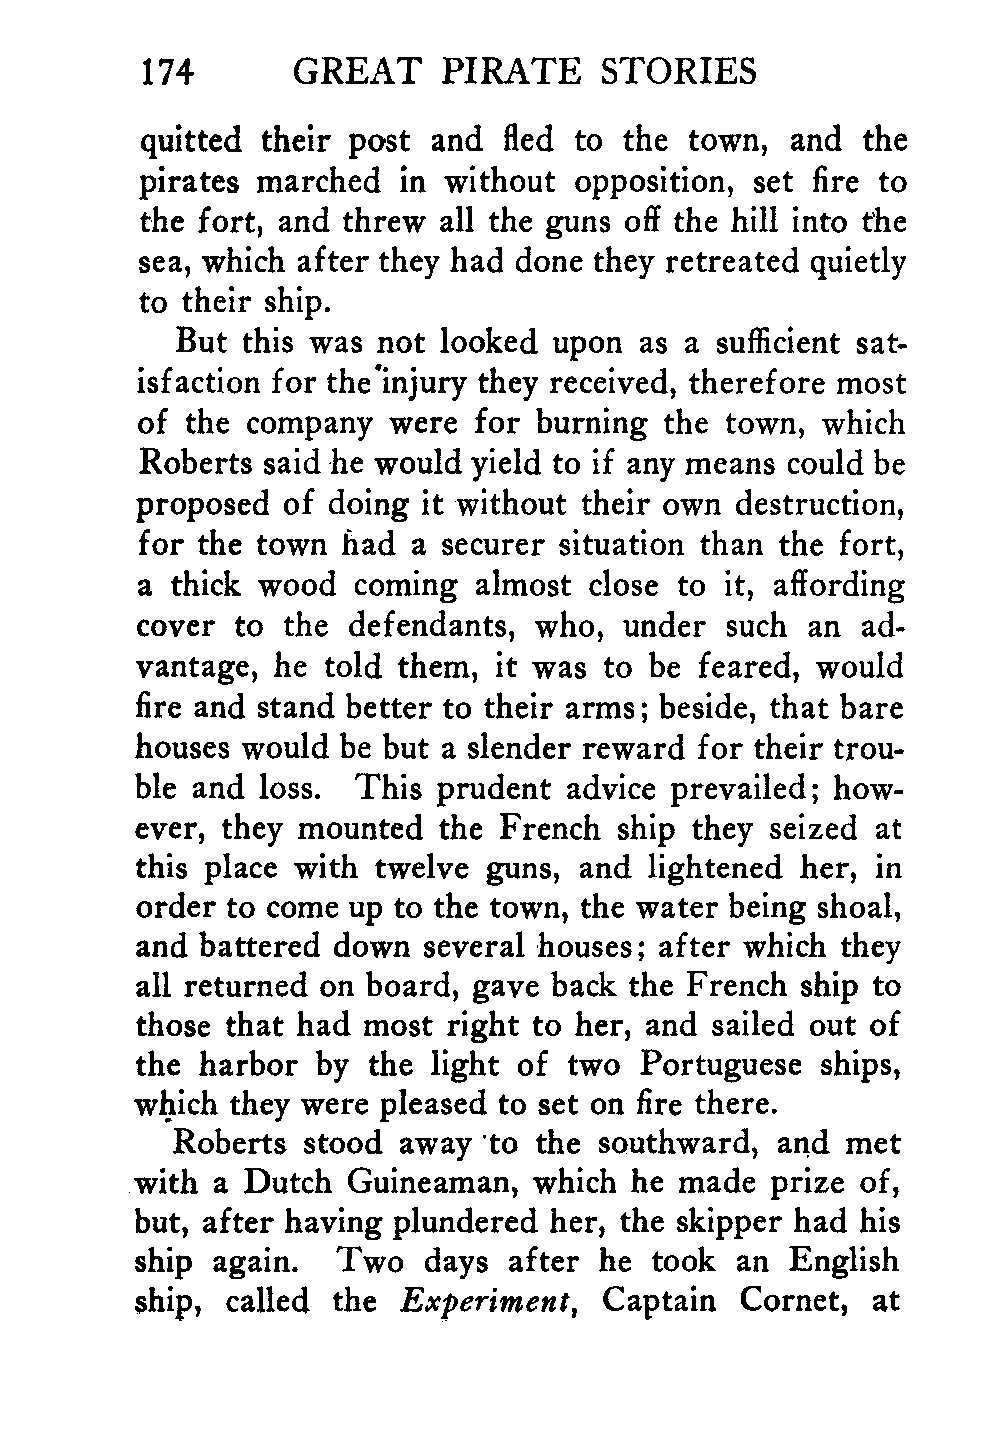 174 GREAT PIRATE STORIES
quitted their post and fled to the town, and the
pirates marched in without opposition, set fire to
the fort, and threw all the guns off the hill into the
sea, which after they had done they retreated quietly
to their ship.
But this was not looked upon as a sufficient sat-
isfaction for the injury they received, therefore most
of the company were for burning the town, which
Roberts said he would yield to if any means could be
proposed of doing it without their own destruction,
for the town had a securer situation than the fort,
a thick wood coming almost close to it, affording
cover to the defendants, who, under such an ad-
vantage, he told them, it was to be feared, would
fire and stand better to their arms; beside, that bare
houses would be but a slender reward for their trou-
ble and loss. This prudent advice prevailed; how-
ever, they mounted the French ship they seized at
this place with twelve guns, and lightened her, in
order to come up to the town, the water being shoal,
and battered down several houses; after which they
all returned on board, gave back the French ship to
those that had most right to her, and sailed out of
the harbor by the light of two Portuguese ships,
which they were pleased to set on fire there.
Roberts stood away to the southward, and met
with a Dutch Guineaman, which he made prize of,
but, after having plundered her, the skipper had his
ship again. Two days after he took an English
ship, called the Experiment, Captain Cornet, at